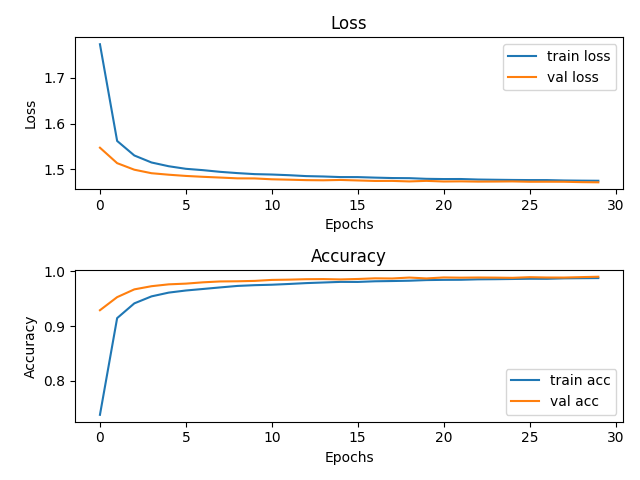 Loss
Loss
1.7
1.6
1.5
train loss
val loss
0 5 10 15 20 25 30
Epochs
Accuracy
Accuracy
1.0
0.9
0.8
train acc
val acc
0 5 10 15 20 25 30
Epochs